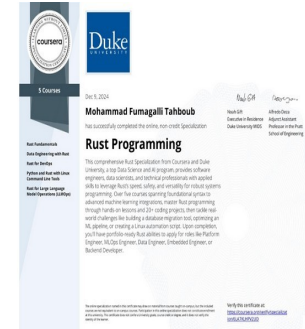 coursera
Duke
UNIVERSITY
5 Courses
Rust Fundamentals
Data Engineering with Rust
Rust for DevOps
Python and Rust with Linux
Command Line Tools
Rust for Large Language
Model Operations (LLMOps)
Dec 9, 2024
Mohammad Fumagalli Tahboub
has successfully completed the online, non-credit Specialization
Rust Programming
This comprehensive Rust Specialization from Coursera and Duke
University, a top Data Science and AI program, provides software
engineers, data scientists, and technical professionals with applied
skills to leverage Rust's speed, safety, and versatility for robust systems
programming. Over five courses spanning foundational syntax to
advanced machine learning integrations, master Rust programming
through hands-on lessons and 20+ coding projects, then tackle real-
world challenges like building a database migration tool, optimizing an
ML pipeline, or creating a Linux automation script. Upon completion,
you'll have portfolio-ready Rust abilities to apply for roles like Platform
Engineer, MLOps Engineer, Data Engineer, Embedded Engineer, or
Backend Developer.
Noah Gift
Executive in Residence
Duke University MIDS
Alfredo Deza
Adjunct Assistant
Professor in the Pratt
School of Engineering
Verify this certificate at: